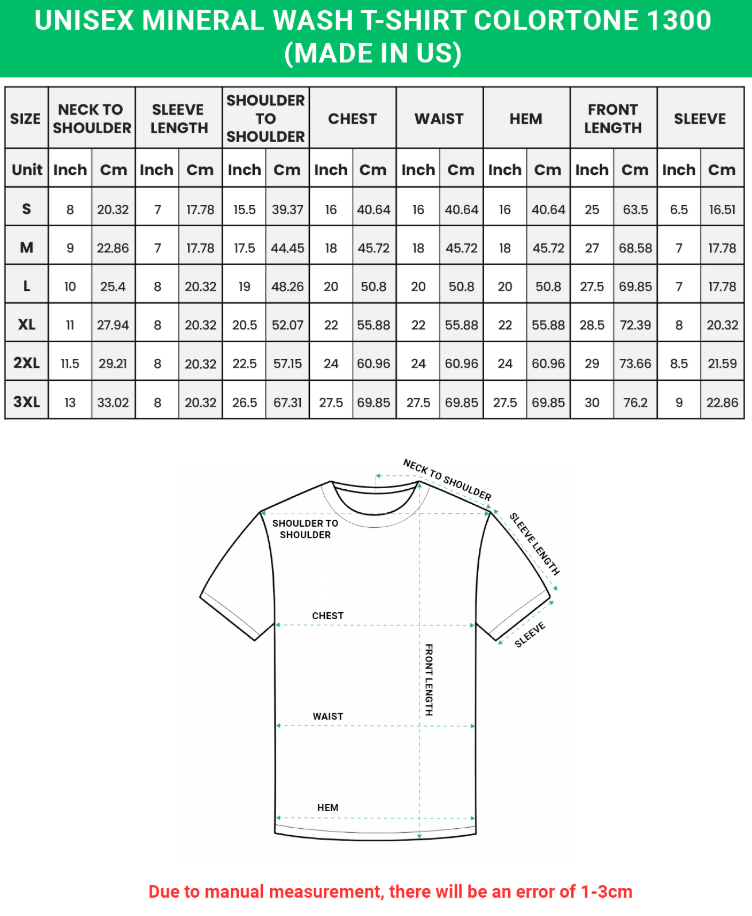 UNISEX MINERAL WASH T-SHIRT COLORTONE 1300
(MADE IN US)
SIZE NECK TO SHOULDER SLEEVE LENGTH SHOULDER TO SHOULDER CHEST WAIST HEM FRONT LENGTH SLEEVE
Unit Inch Cm Inch Cm Inch Cm Inch Cm Inch Cm Inch Cm Inch Cm Inch Cm
S 8 20.32 7 17.78 15.5 39.37 16 40.64 16 40.64 16 40.64 25 63.5 6.5 16.51
M 9 22.86 7 17.78 17.5 44.45 18 45.72 18 45.72 18 45.72 27 68.58 7 17.78
L 10 25.4 8 20.32 19 48.26 20 50.8 20 50.8 20 50.8 27.5 69.85 7 17.78
XL 11 27.94 8 20.32 20.5 52.07 22 55.88 22 55.88 22 55.88 28.5 72.39 8 20.32
2XL 11.5 29.21 8 20.32 22.5 57.15 24 60.96 24 60.96 24 60.96 29 73.66 8.5 21.59
3XL 13 33.02 8 20.32 26.5 67.31 27.5 69.85 27.5 69.85 27.5 69.85 30 76.2 9 22.86
NECK TO SHOULDER
SHOULDER TO
SHOULDER
SLEEVE LENGTH
CHEST
SLEEVE
FRONT LENGTH
WAIST
HEM
Due to manual measurement, there will be an error of 1-3cm